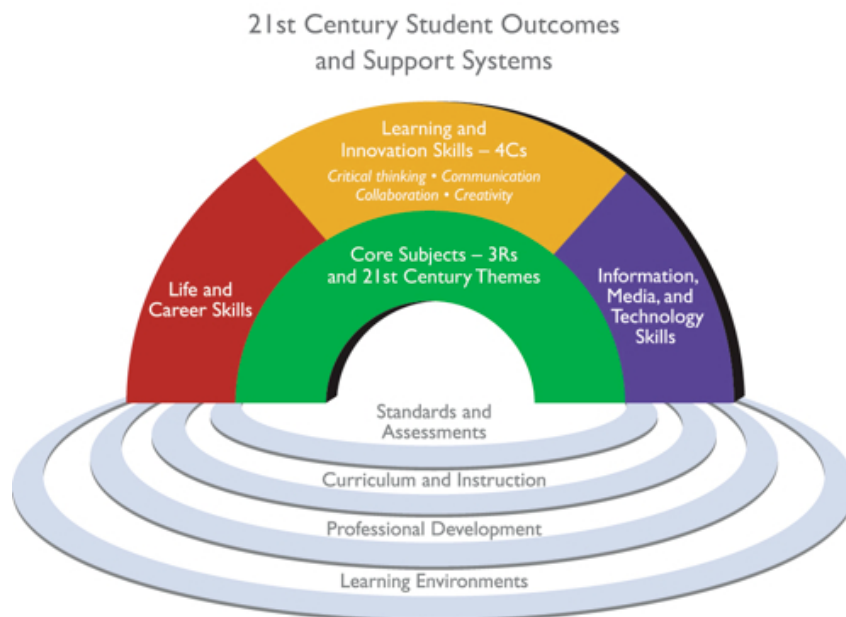 21st Century Student Outcomes
and Support Systems
Learning and
Innovation Skills – 4Cs
Critical thinking • Communication
Collaboration • Creativity
Core Subjects – 3Rs
and 21st Century Themes
Life and
Career Skills
Information,
Media, and
Technology
Skills
Standards and
Assessments
Curriculum and Instruction
Professional Development
Learning Environments